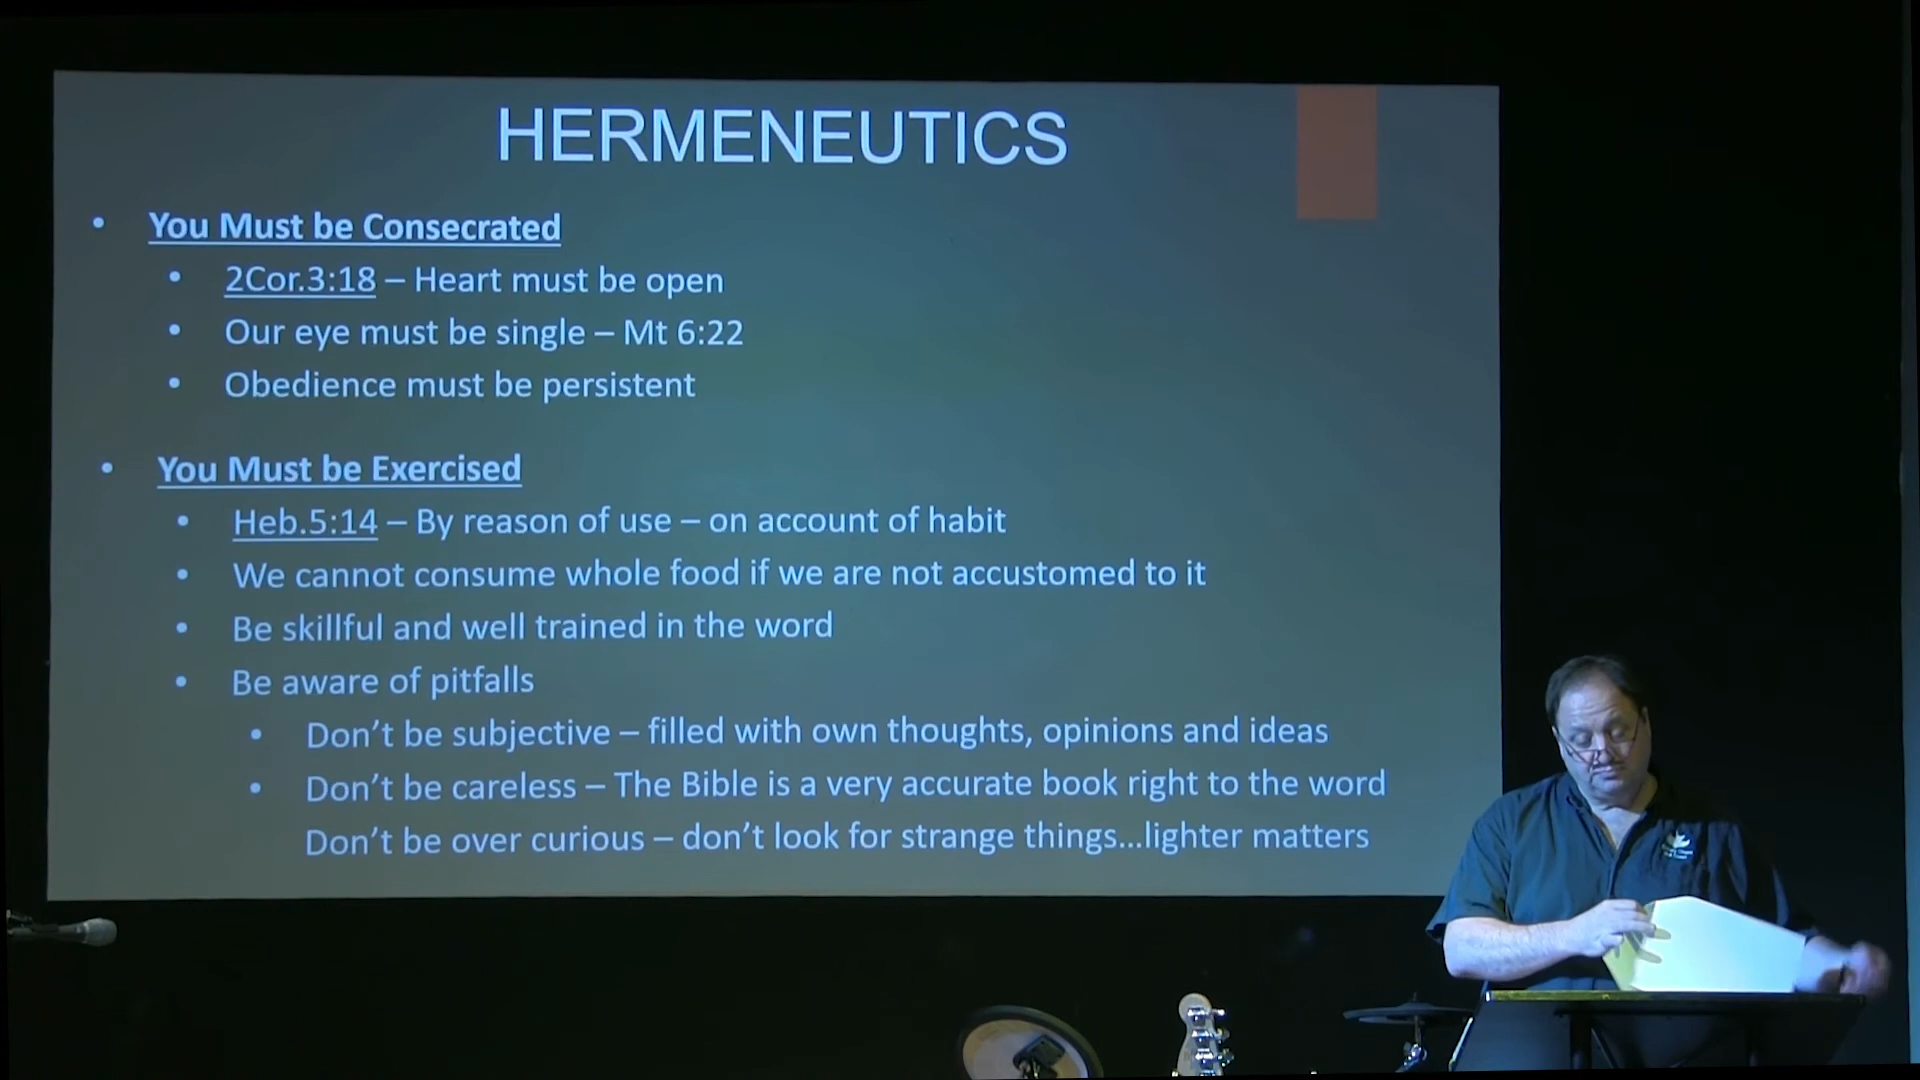 HERMENEUTICS
• You Must be Consecrated
• 2Cor.3:18 – Heart must be open
• Our eye must be single – Mt 6:22
• Obedience must be persistent
• You Must be Exercised
• Heb.5:14 – By reason of use – on account of habit
• We cannot consume whole food if we are not accustomed to it
• Be skillful and well trained in the word
• Be aware of pitfalls
• Don’t be subjective – filled with own thoughts, opinions and ideas
• Don’t be careless – The Bible is a very accurate book right to the word
Don’t be over curious – don’t look for strange things...lighter matters